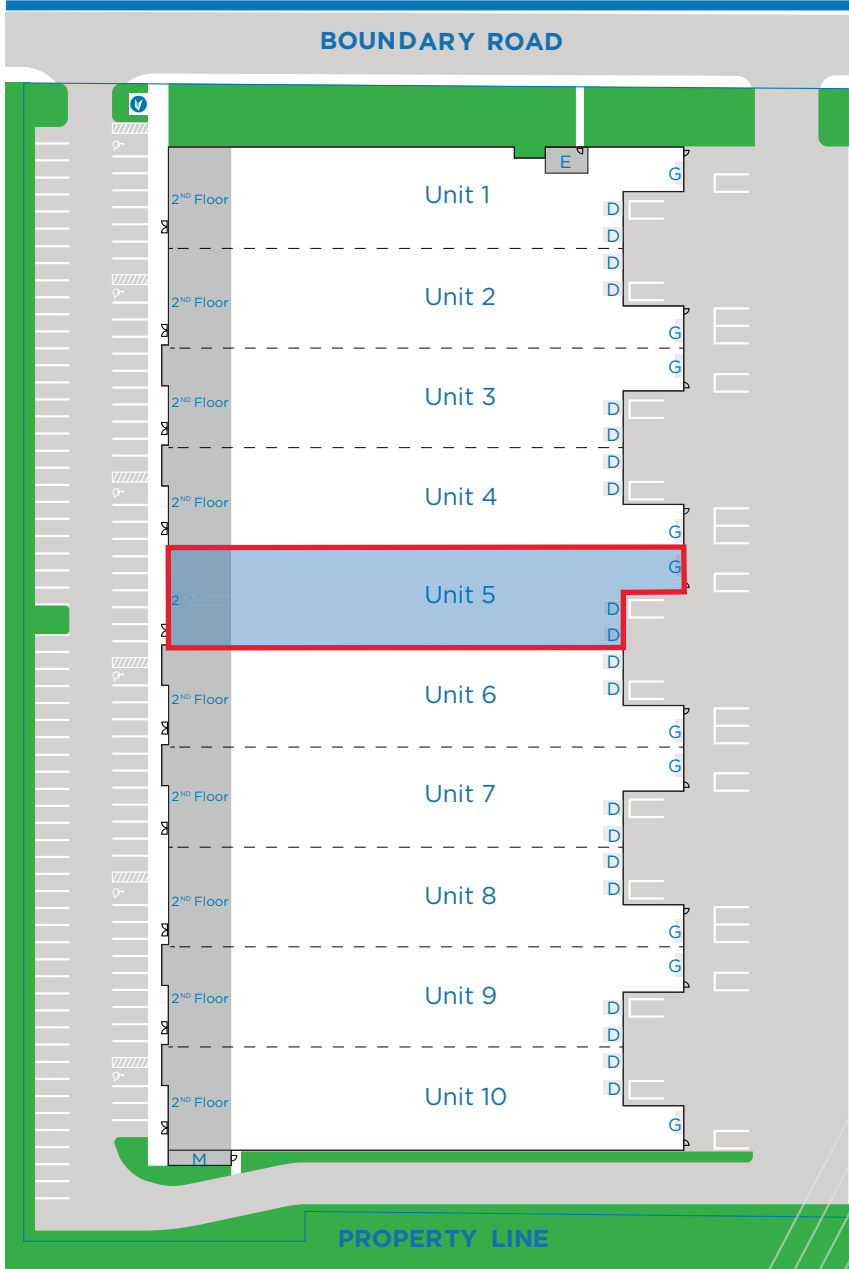 BOUNDARY ROAD
E
G
Unit 1
2ND Floor
D
D
D
D
Unit 2
2ND Floor
G
G
Unit 3
2ND Floor
D
D
D
D
Unit 4
2ND Floor
G
G
Unit 5
2
D
D
D
D
Unit 6
2ND Floor
G
G
Unit 7
2ND Floor
D
D
D
D
Unit 8
2ND Floor
G
G
Unit 9
2ND Floor
D
D
D
D
Unit 10
2ND Floor
G
M
PROPERTY LINE